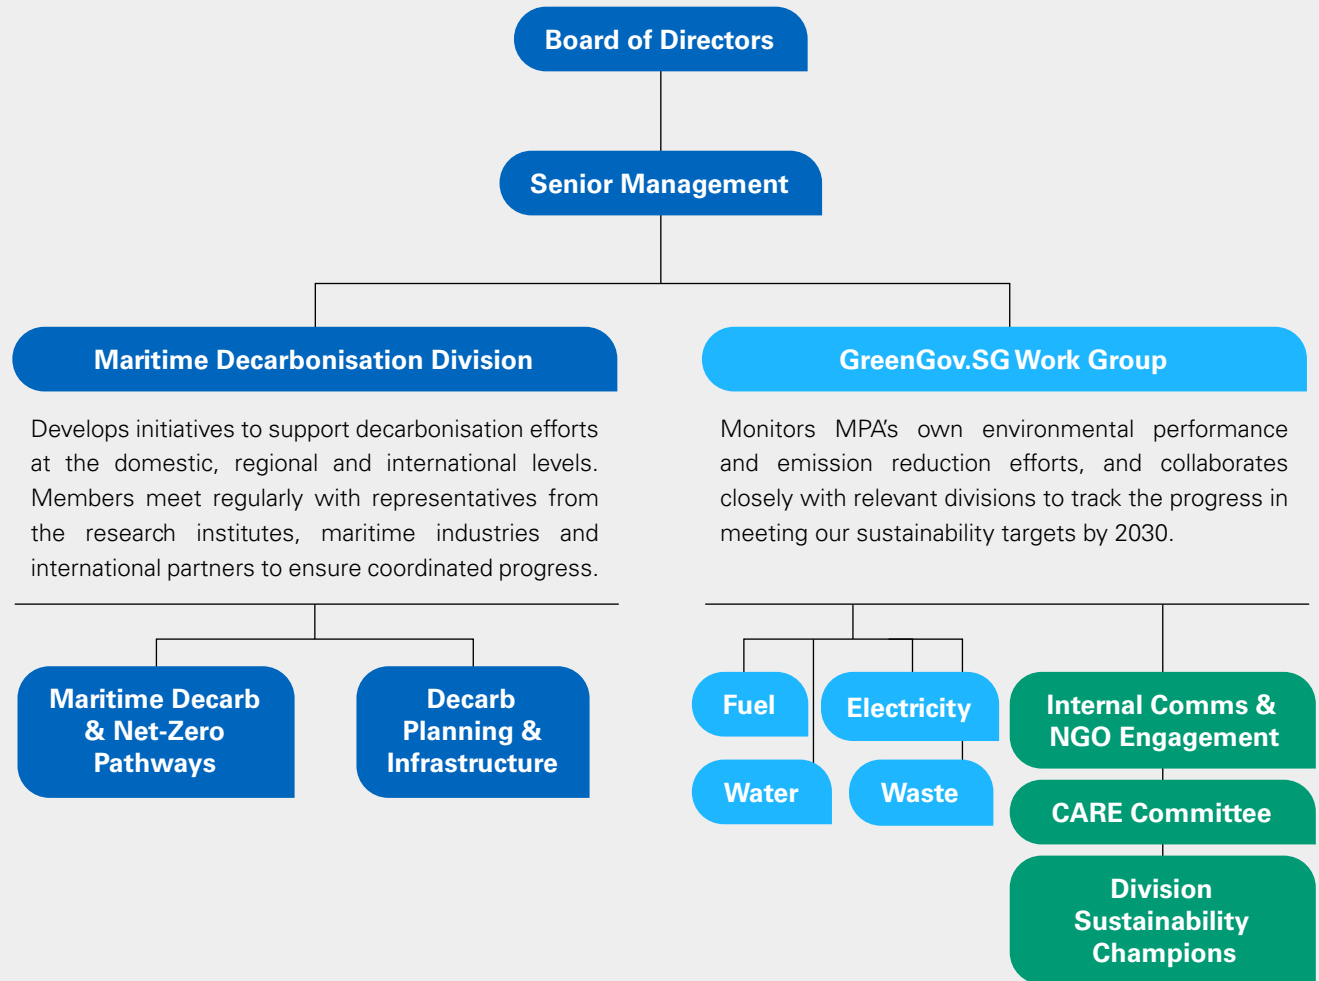 Board of Directors
Senior Management
Maritime Decarbonisation Division
Develops initiatives to support decarbonisation efforts
at the domestic, regional and international levels.
Members meet regularly with representatives from
the research institutes, maritime industries and
international partners to ensure coordinated progress.
Maritime Decarb
& Net-Zero
Pathways
Decarb
Planning &
Infrastructure
GreenGov.SG Work Group
Monitors MPA’s own environmental performance
and emission reduction efforts, and collaborates
closely with relevant divisions to track the progress in
meeting our sustainability targets by 2030.
Fuel
Electricity
Water
Waste
Internal Comms &
NGO Engagement
CARE Committee
Division
Sustainability
Champions